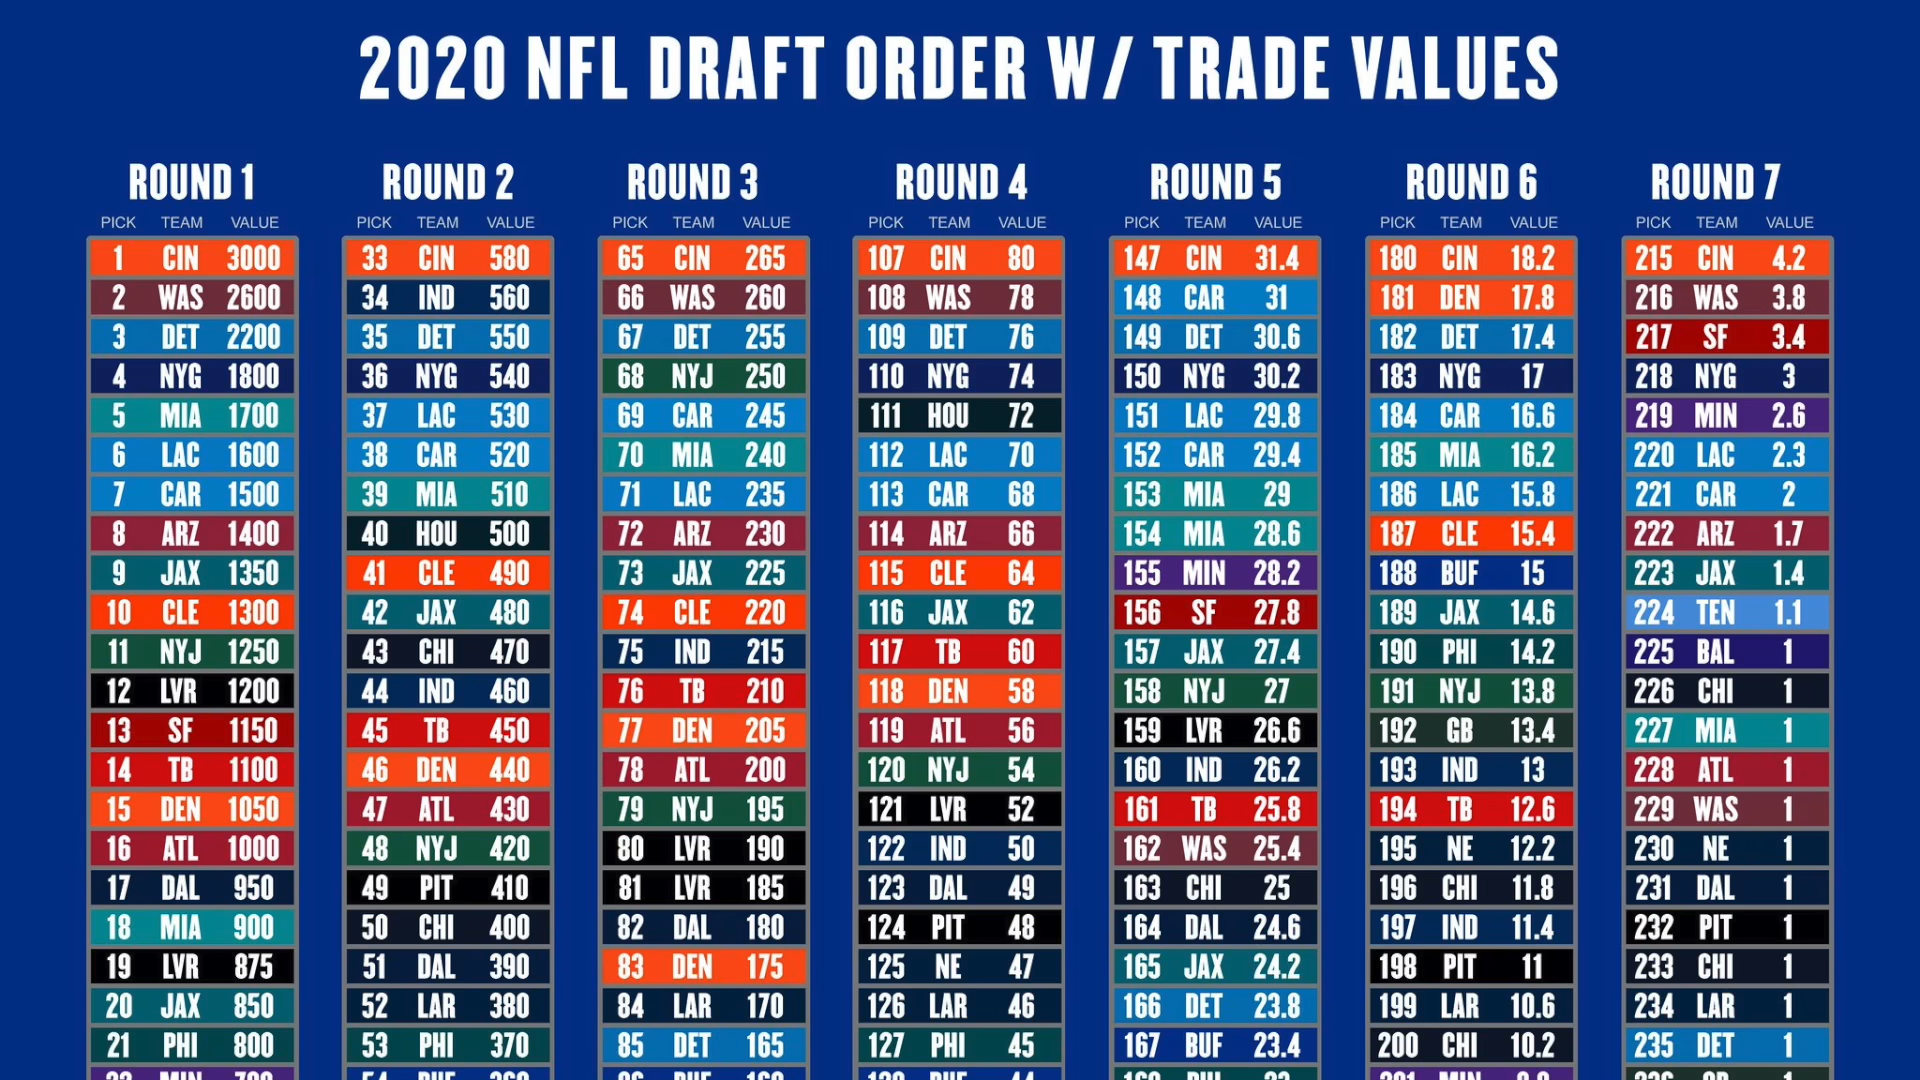 2020 NFL DRAFT ORDER W/ TRADE VALUES
ROUND 1 ROUND 2 ROUND 3 ROUND 4 ROUND 5 ROUND 6 ROUND 7
PICK TEAM VALUE PICK TEAM VALUE PICK TEAM VALUE PICK TEAM VALUE PICK TEAM VALUE PICK TEAM VALUE PICK TEAM VALUE
1 CIN 3000 33 CIN 580 65 CIN 265 107 CIN 80 147 CIN 31.4 180 CIN 18.2 215 CIN 4.2
2 WAS 2600 34 IND 560 66 WAS 260 108 WAS 78 148 CAR 31 181 DEN 17.8 216 WAS 3.8
3 DET 2200 35 DET 550 67 DET 255 109 DET 76 149 DET 30.6 182 DET 17.4 217 SF 3.4
4 NYG 1800 36 NYG 540 68 NYJ 250 110 NYG 74 150 NYG 30.2 183 NYG 17 218 NYG 3
5 MIA 1700 37 LAC 530 69 CAR 245 111 HOU 72 151 LAC 29.8 184 CAR 16.6 219 MIN 2.6
6 LAC 1600 38 CAR 520 70 MIA 240 112 LAC 70 152 CAR 29.4 185 MIA 16.2 220 LAC 2.3
7 CAR 1500 39 MIA 510 71 LAC 235 113 CAR 68 153 MIA 29 186 LAC 15.8 221 CAR 2
8 ARZ 1400 40 HOU 500 72 ARZ 230 114 ARZ 66 154 MIA 28.6 187 CLE 15.4 222 ARZ 1.7
9 JAX 1350 41 CLE 490 73 JAX 225 115 CLE 64 155 MIN 28.2 188 BUF 15 223 JAX 1.4
10 CLE 1300 42 JAX 480 74 CLE 220 116 JAX 62 156 SF 27.8 189 JAX 14.6 224 TEN 1.1
11 NYJ 1250 43 CHI 470 75 IND 215 117 TB 60 157 JAX 27.4 190 PHI 14.2 225 BAL 1
12 LVR 1200 44 IND 460 76 TB 210 118 DEN 58 158 NYJ 27 191 NYJ 13.8 226 CHI 1
13 SF 1150 45 TB 450 77 DEN 205 119 ATL 56 159 LVR 26.6 192 GB 13.4 227 MIA 1
14 TB 1100 46 DEN 440 78 ATL 200 120 NYJ 54 160 IND 26.2 193 IND 13 228 ATL 1
15 DEN 1050 47 ATL 430 79 NYJ 195 121 LVR 52 161 TB 25.8 194 TB 12.6 229 WAS 1
16 ATL 1000 48 NYJ 420 80 LVR 190 122 IND 50 162 WAS 25.4 195 NE 12.2 230 NE 1
17 DAL 950 49 PIT 410 81 LVR 185 123 DAL 49 163 CHI 25 196 CHI 11.8 231 DAL 1
18 MIA 900 50 CHI 400 82 DAL 180 124 PIT 48 164 DAL 24.6 197 IND 11.4 232 PIT 1
19 LVR 875 51 DAL 390 83 DEN 175 125 NE 47 165 JAX 24.2 198 PIT 11 233 CHI 1
20 JAX 850 52 LAR 380 84 LAR 170 126 LAR 46 166 DET 23.8 199 LAR 10.6 234 LAR 1
21 PHI 800 53 PHI 370 85 DET 165 127 PHI 45 167 BUF 23.4 200 CHI 10.2 235 DET 1